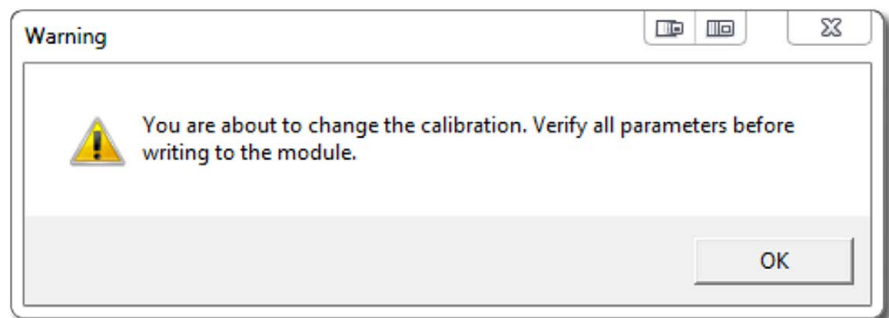 Warning
You are about to change the calibration. Verify all parameters before
writing to the module.
OK